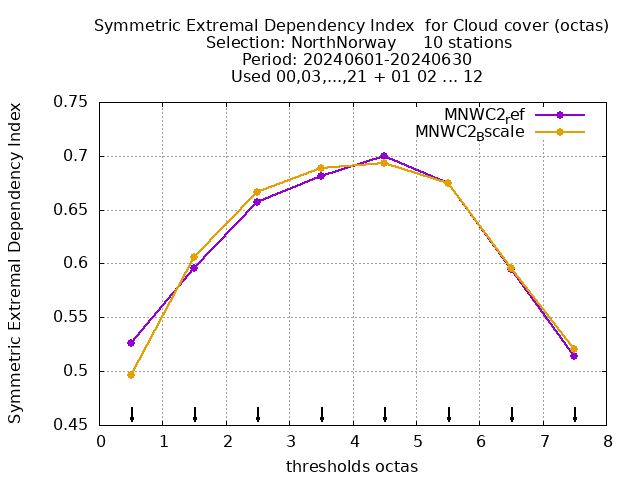 Symmetric Extremal Dependency Index  for Cloud cover (octas)
Selection: NorthNorway     10 stations
Period: 20240601-20240630
Used 00,03,...,21 + 01 02 ... 12
MNWC2ref
MNWC2Bscale
Symmetric Extremal Dependency Index
0.75
0.7
0.65
0.6
0.55
0.5
0.45
0 1 2 3 4 5 6 7 8
thresholds octas